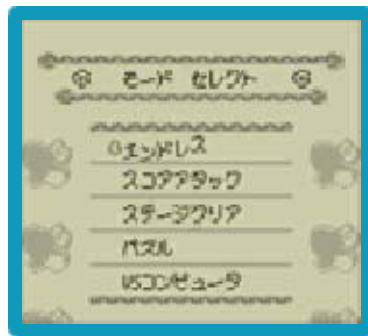 モード セレクト
エンドレス
スコアアタック
ステージクリア
パズル
VSコンピュータ